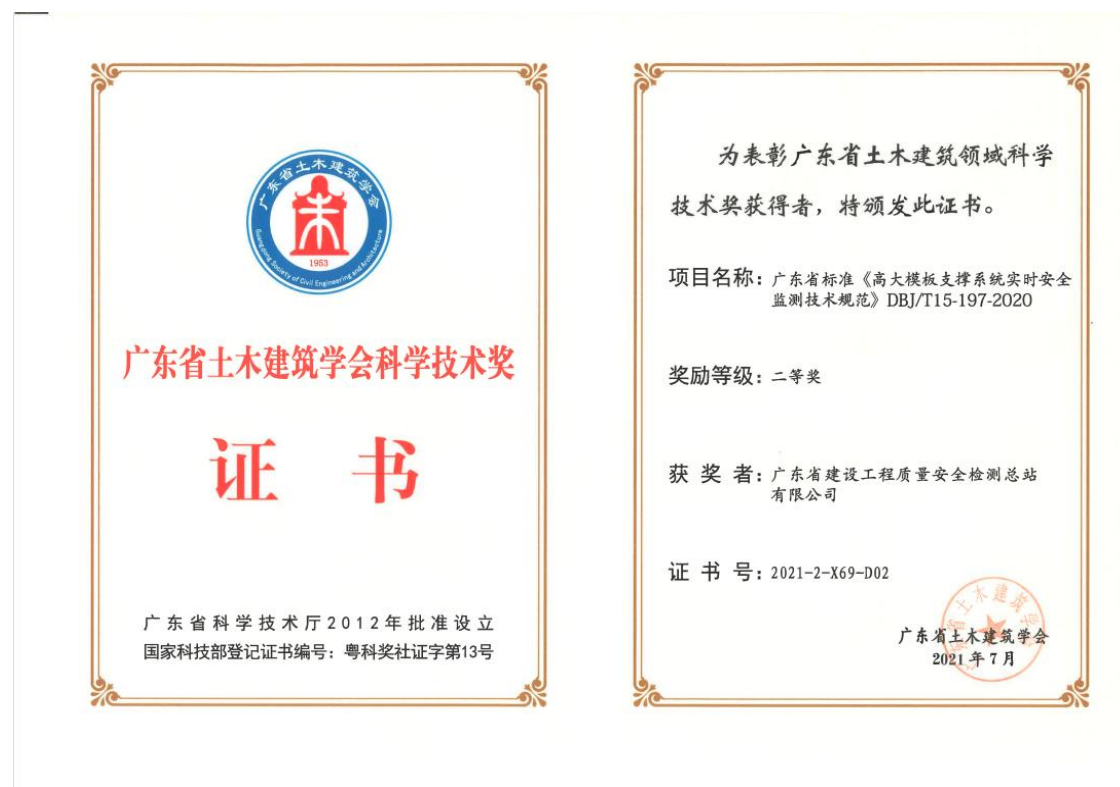 广东省土木建筑学会
1953
Guangdong Society of Civil Engineering and Architecture
广东省土木建筑学会科学技术奖
证 书
广东省科学技术厅2012年批准设立
国家科技部登记证书编号：粤科奖社证字第13号
为表彰广东省土木建筑领域科学
技术奖获得者，特颁发此证书。
项目名称：广东省标准《高大模板支撑系统实时安全
监测技术规范》DBJ/T15-197-2020
奖励等级：二等奖
获 奖 者：广东省建设工程质量安全检测总站
有限公司
证 书 号：2021-2-X69-D02
广东省土木建筑学会
广东省土木建筑学会
2021年7月